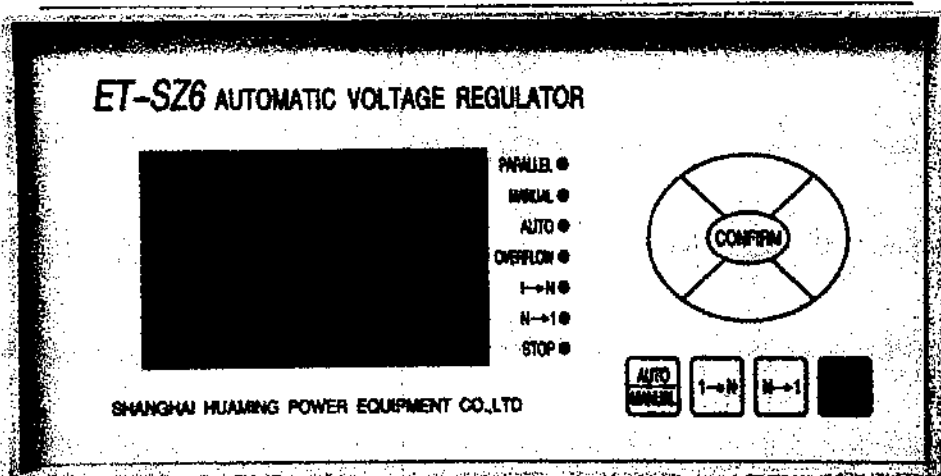 ET-SZ6 AUTOMATIC VOLTAGE REGULATOR
PARALLEL
MANUAL
AUTO
OVERFLOW
1→N
N→1
STOP
CONFIRM
AUTO
MANUAL
1→N
N→1
SHANGHAI HUAMING POWER EQUIPMENT CO.,LTD